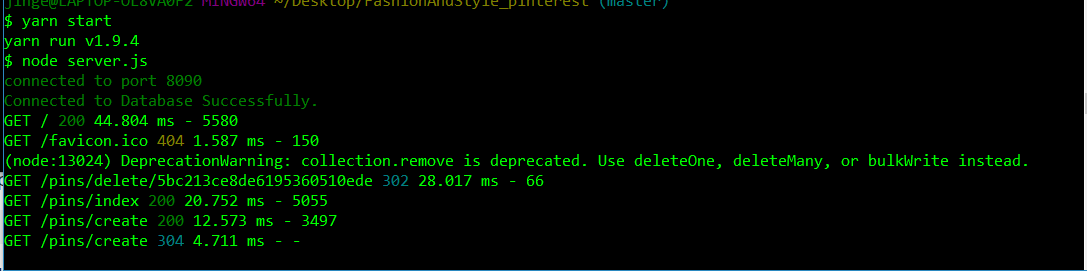 jinge@LAPTOP-OL8VA0F2 MINGW64 ~/Desktop/FashionAndStyle_pinterest (master)
$ yarn start
yarn run v1.9.4
$ node server.js
connected to port 8090
Connected to Database Successfully.
GET / 200 44.804 ms - 5580
GET /favicon.ico 404 1.587 ms - 150
(node:13024) DeprecationWarning: collection.remove is deprecated. Use deleteOne, deleteMany, or bulkWrite instead.
GET /pins/delete/5bc213ce8de6195360510ede 302 28.017 ms - 66
GET /pins/index 200 20.752 ms - 5055
GET /pins/create 200 12.573 ms - 3497
GET /pins/create 304 4.711 ms - -